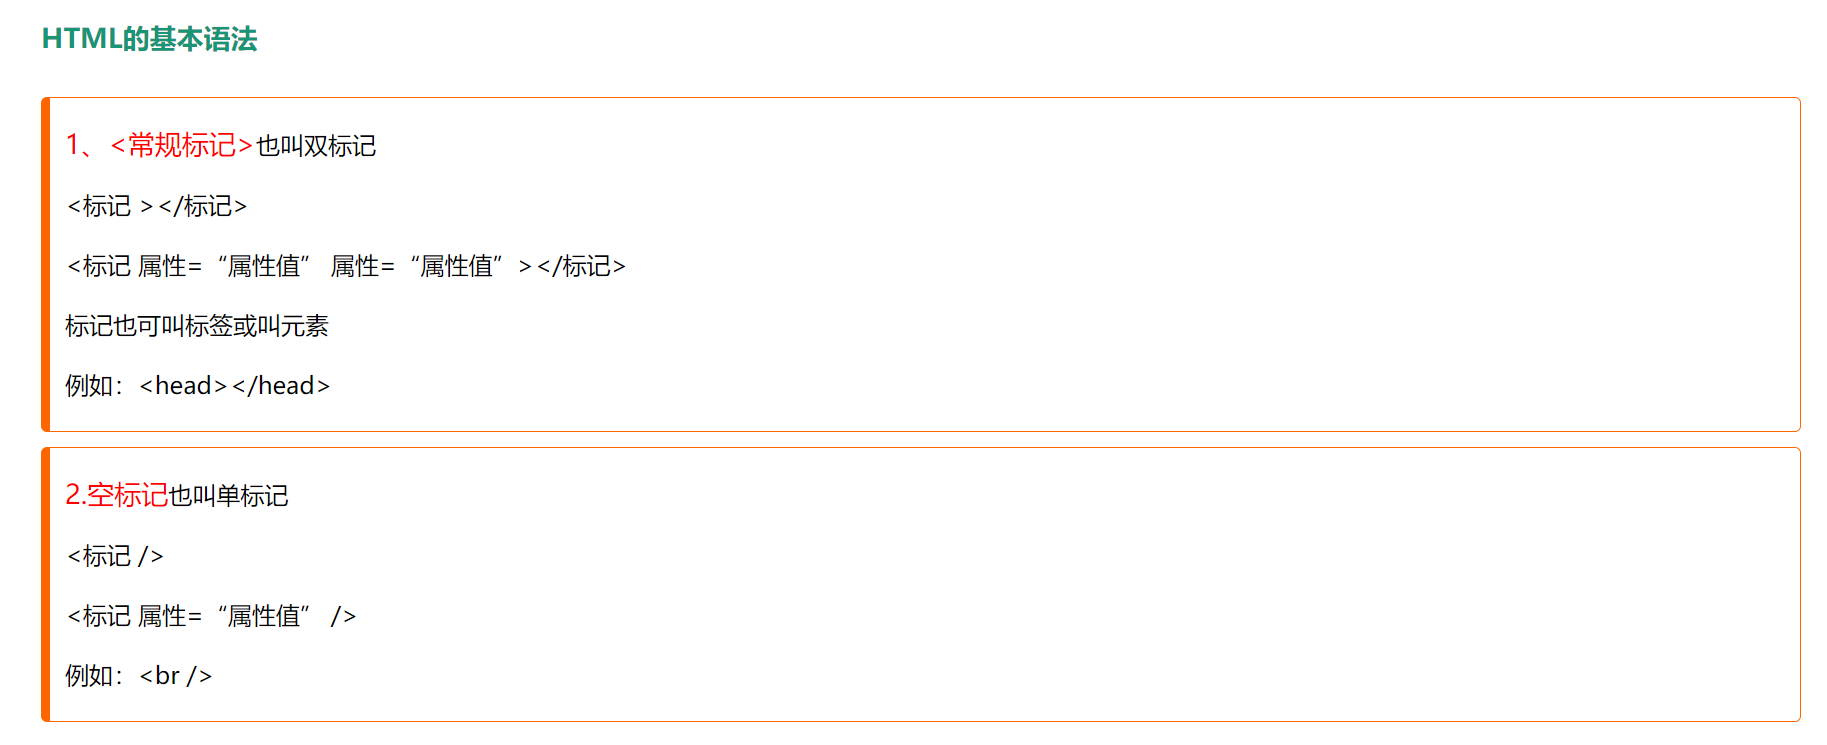 HTML的基本语法
1、<常规标记>也叫双标记
<标记 ></标记>
<标记 属性=“属性值” 属性=“属性值”></标记>
标记也可叫标签或叫元素
例如：<head></head>
2.空标记也叫单标记
<标记 />
<标记 属性=“属性值” />
例如：<br />